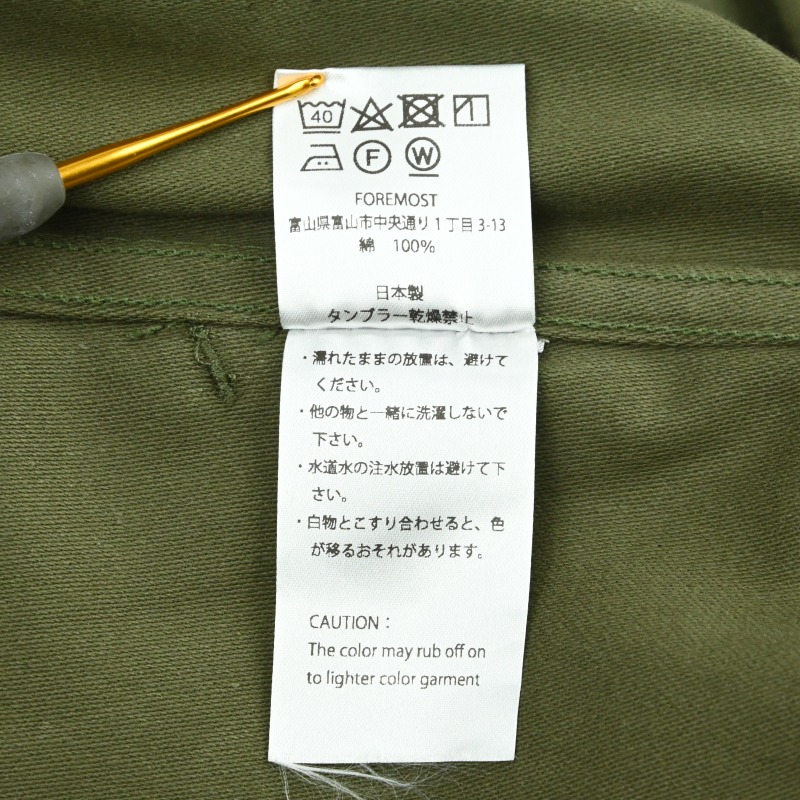 40
F W
FOREMOST
富山県富山市中央通り1丁目3-13
綿 100%
日本製
タンブラー乾燥禁止
・濡れたままの放置は、避けて
ください。
・他の物と一緒に洗濯しないで
下さい。
・水道水の注水放置は避けて下
さい。
・白物とこすり合わせると、色
が移るおそれがあります。
CAUTION：
The color may rub off on
to lighter color garment